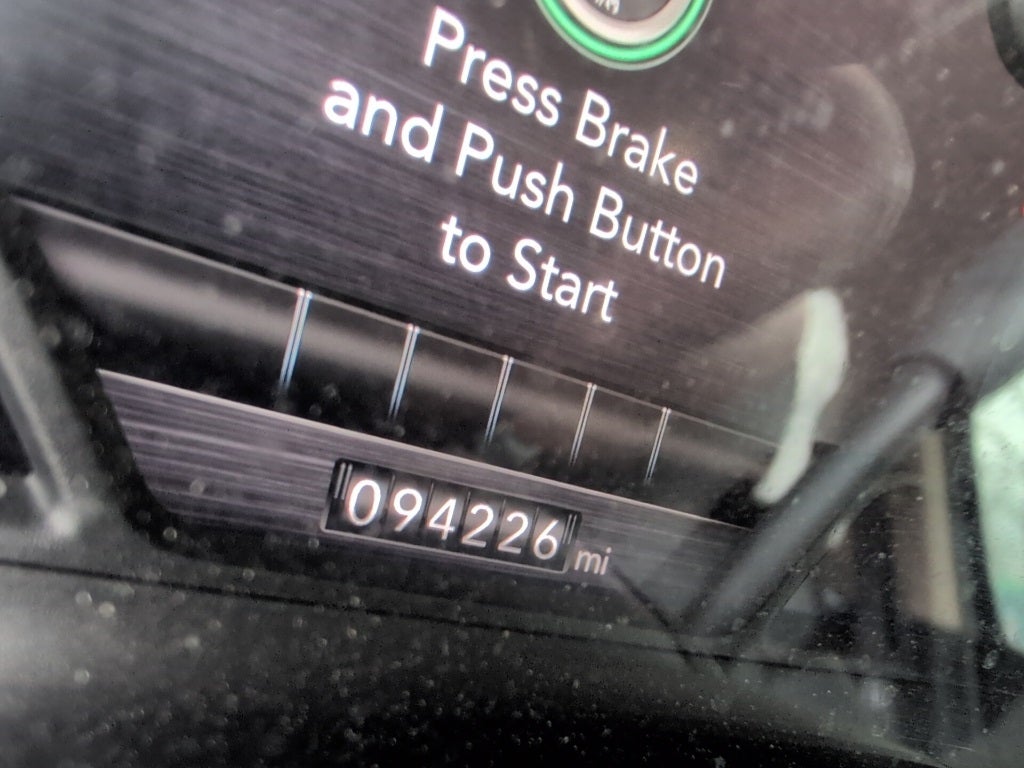 Press Brake
and Push Button
to Start
094226 mi